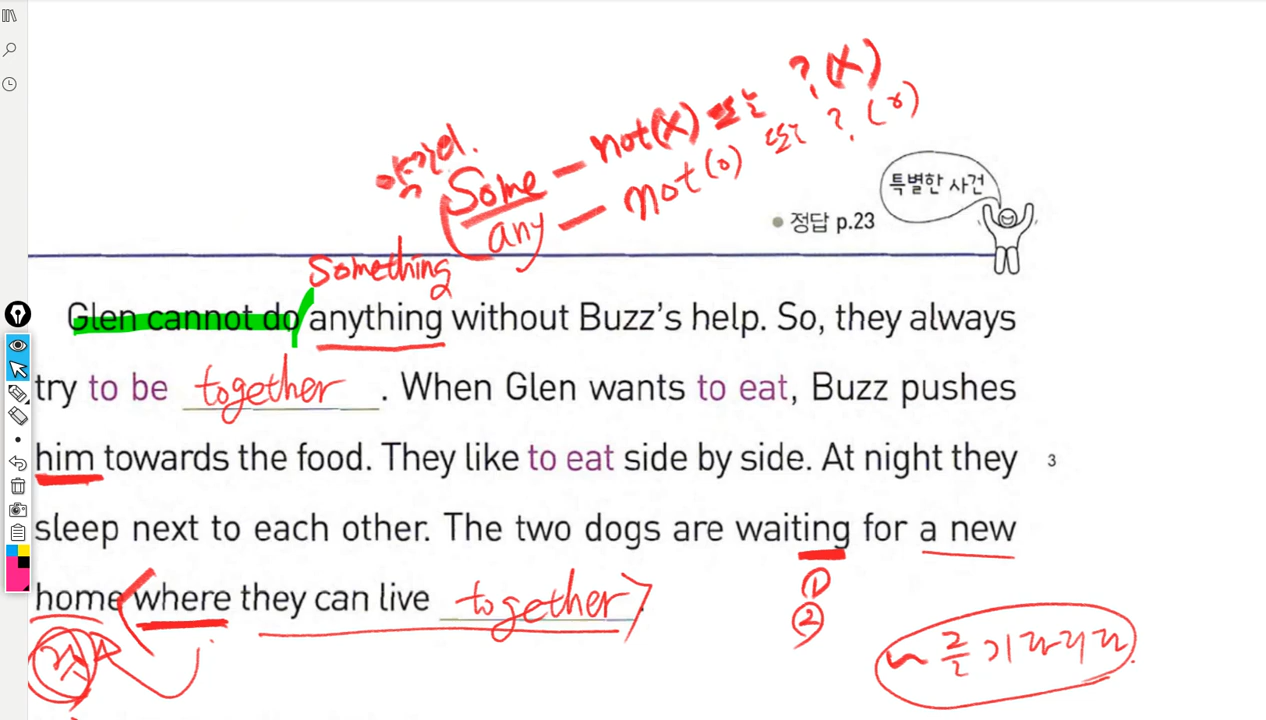 Some - not(X) 또는 ? (X)
any - not(O) 또는 ? (O)
특별한 사건
정답 p.23
Something
Glen cannot do anything without Buzz's help. So, they always
try to be together . When Glen wants to eat, Buzz pushes
him towards the food. They like to eat side by side. At night they 3
sleep next to each other. The two dogs are waiting for a new
home where they can live together.
①
②
~를 기다리다.